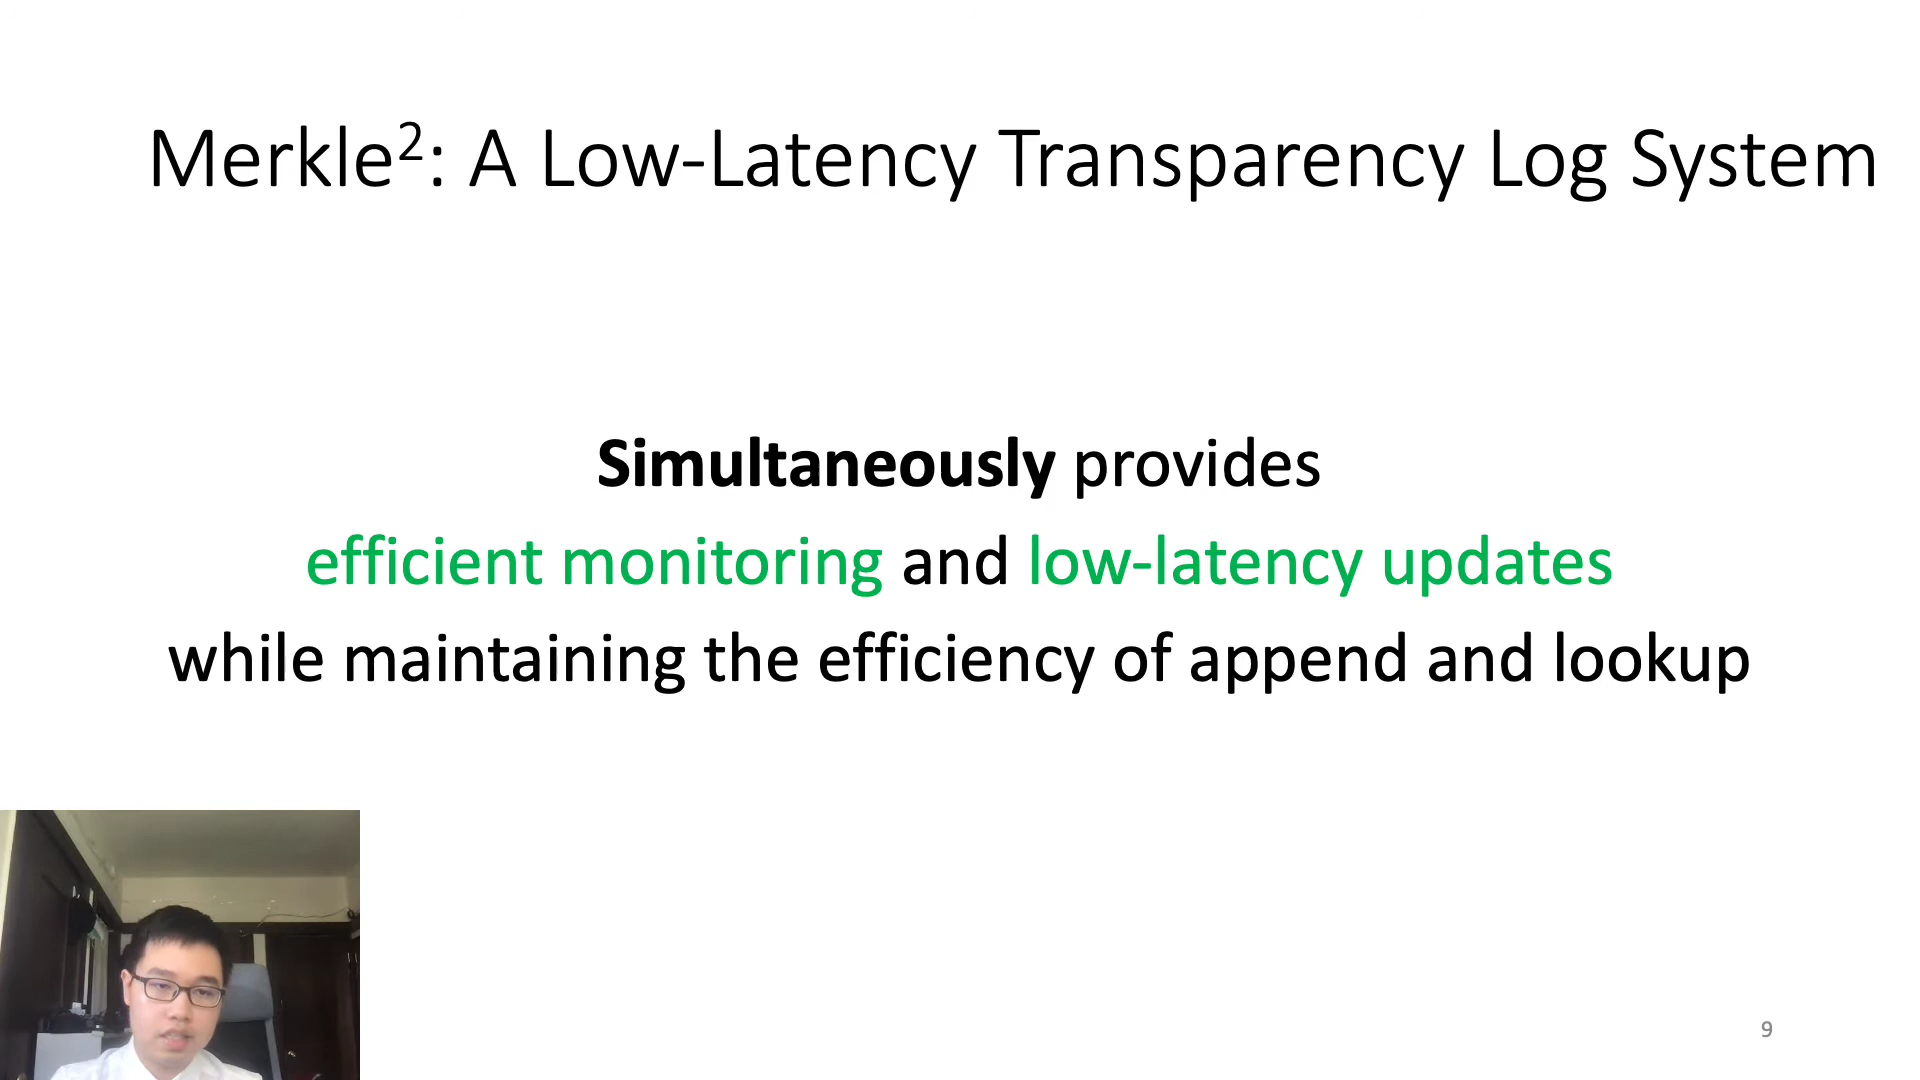 Merkle²: A Low-Latency Transparency Log System
Simultaneously provides
efficient monitoring and low-latency updates
while maintaining the efficiency of append and lookup
9